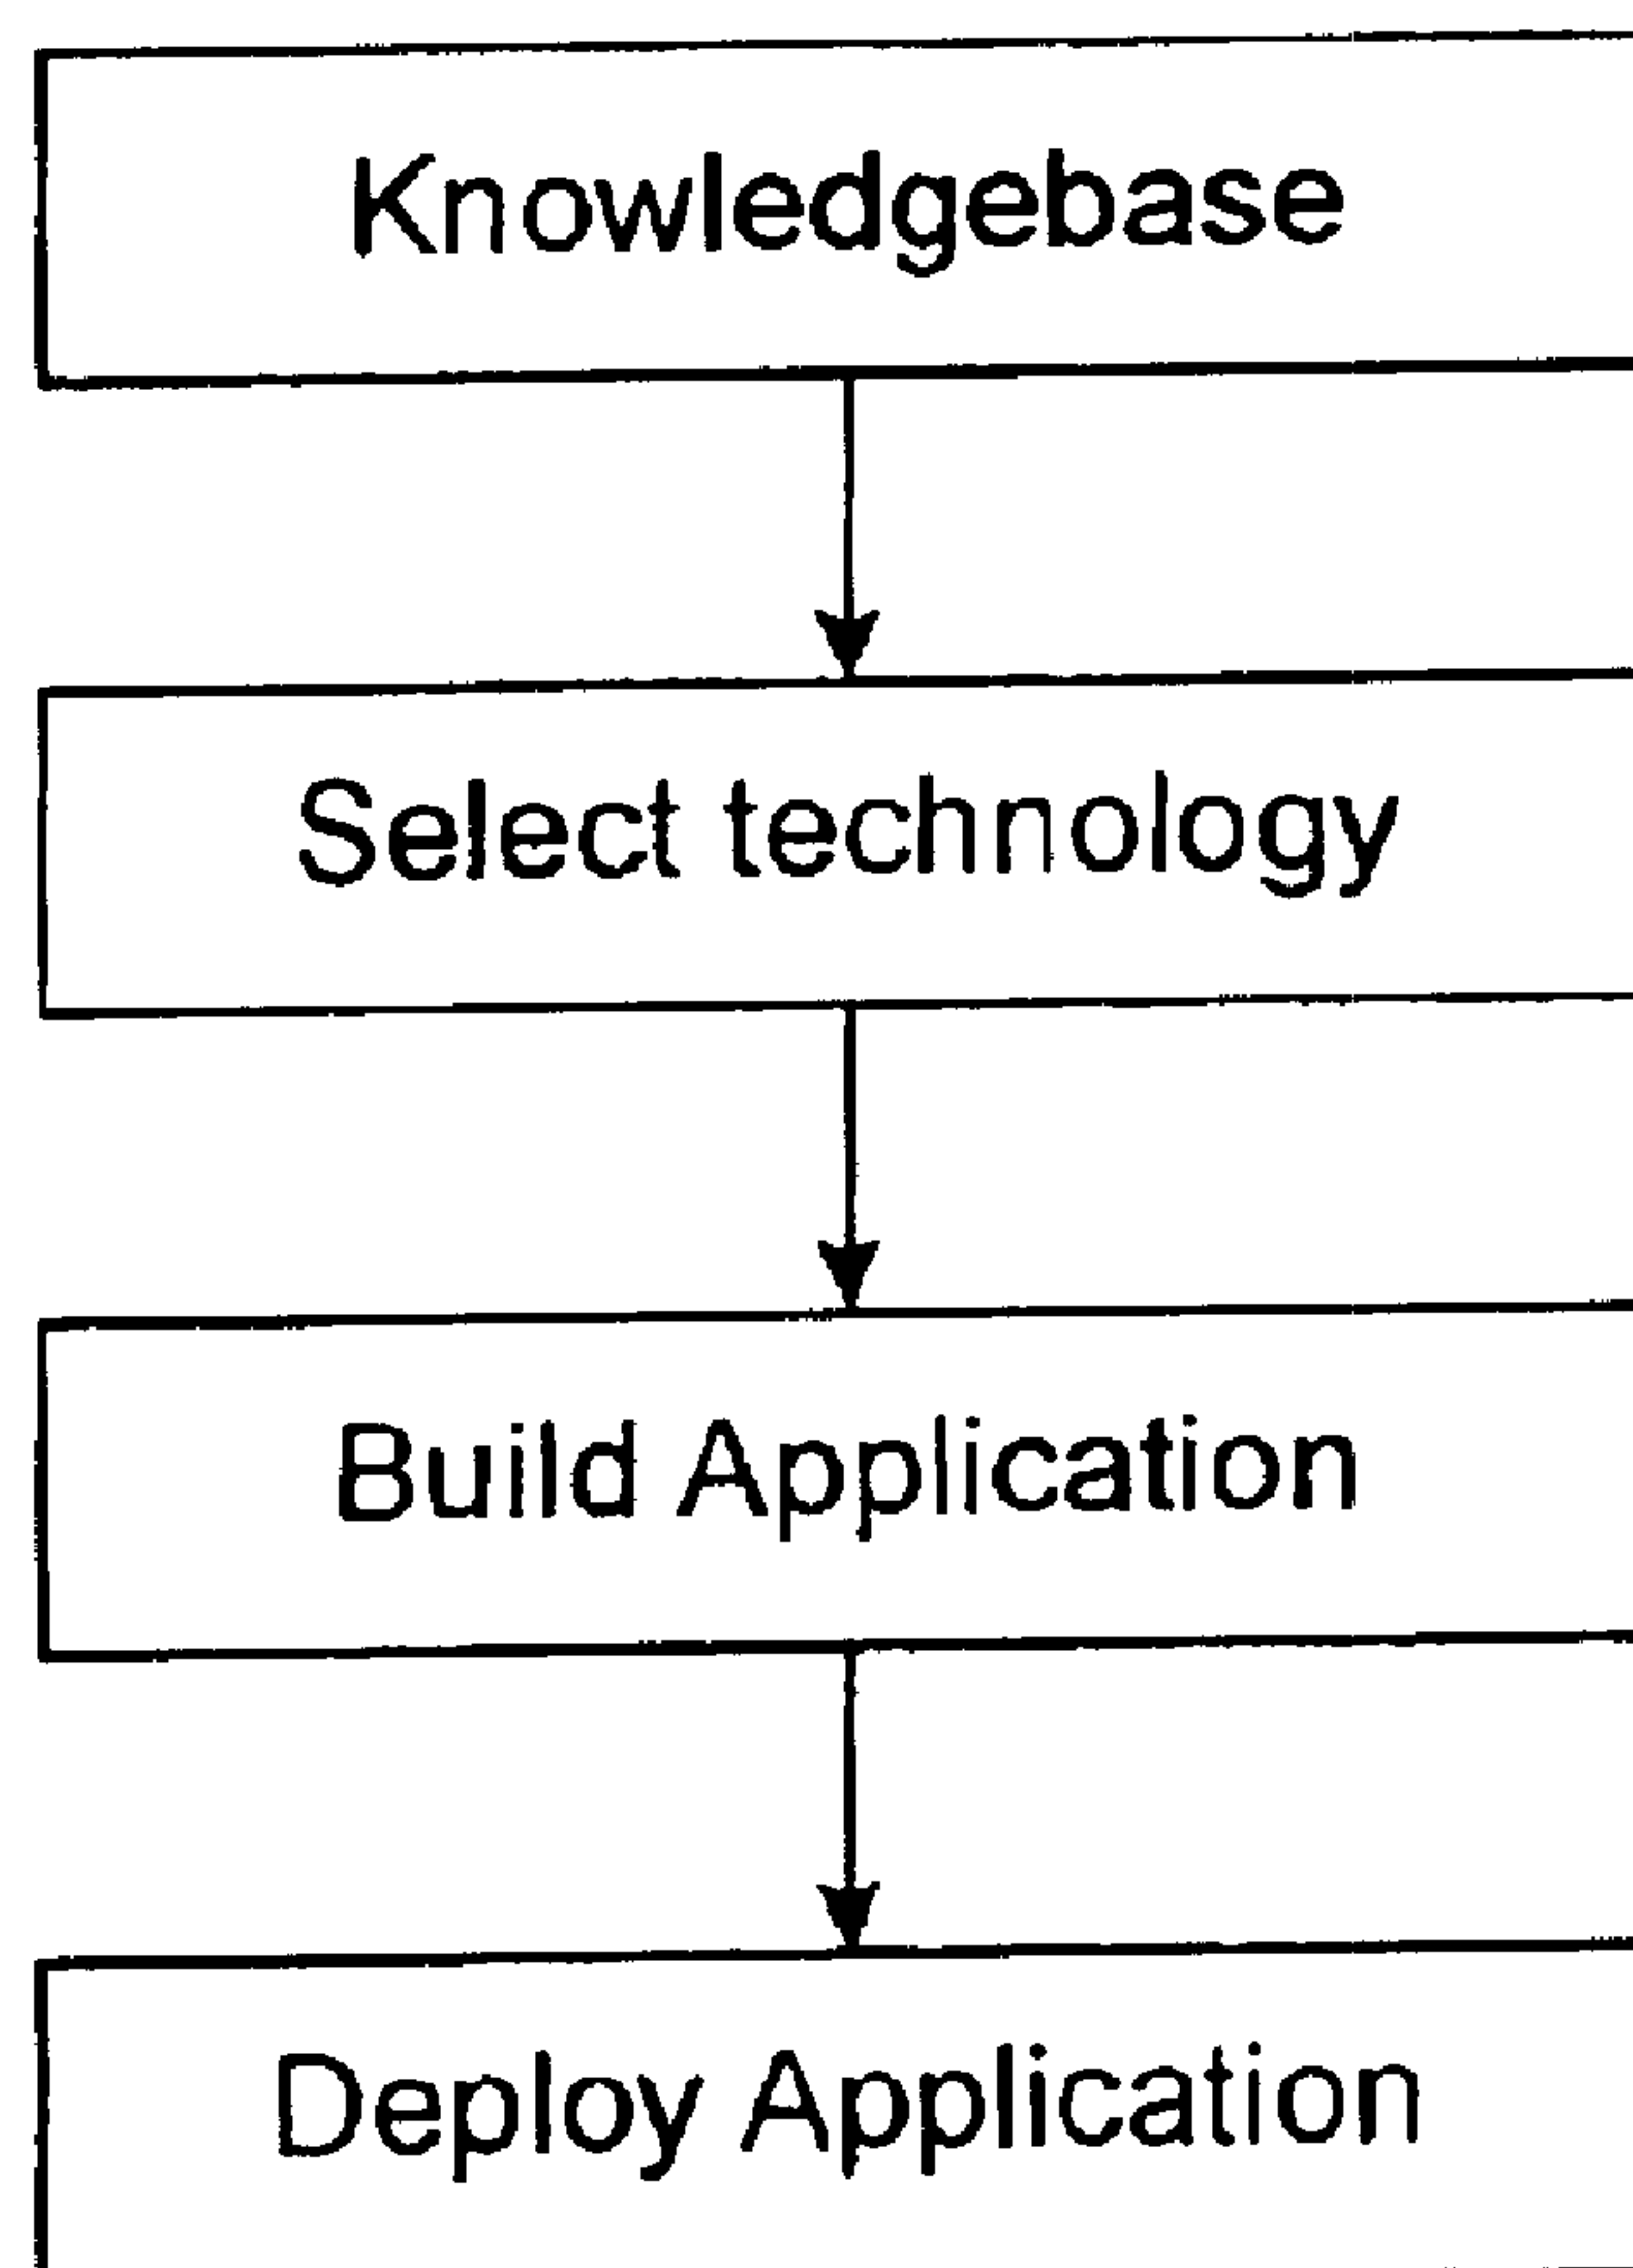 Knowledgebase
Select technology
Build Application
Deploy Application